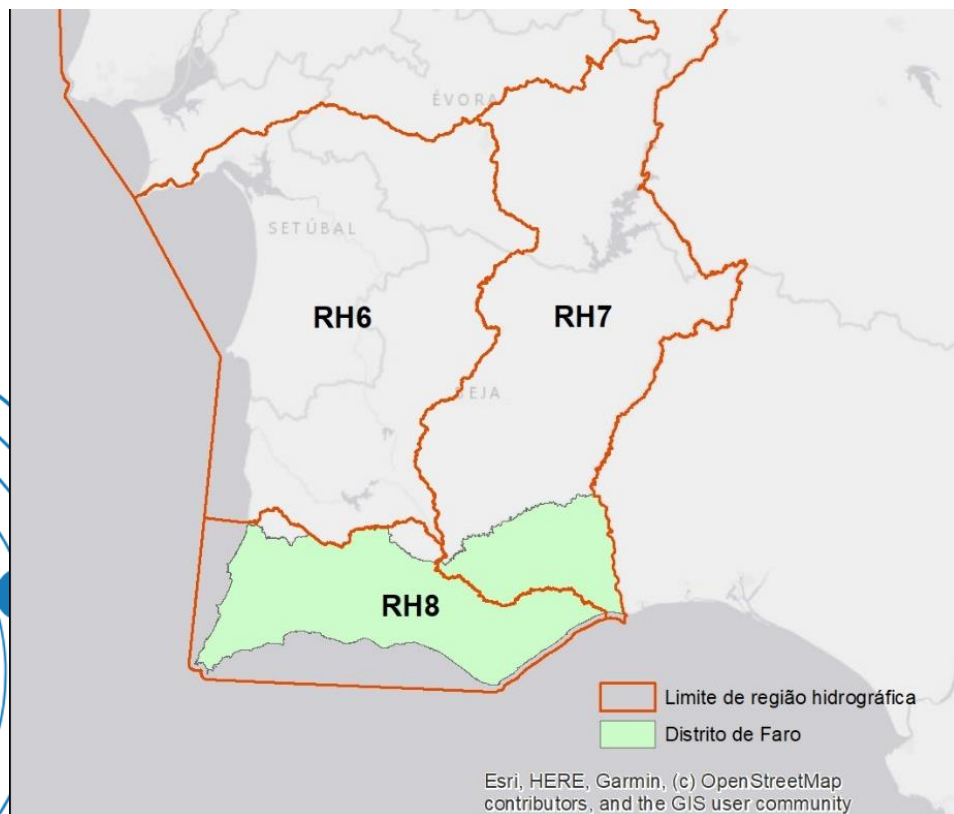 ÉVORA
SETÚBAL
RH6
RH7
BEJA
RH8
Limite de região hidrográfica
Distrito de Faro
Esri, HERE, Garmin, (c) OpenStreetMap
contributors, and the GIS user community